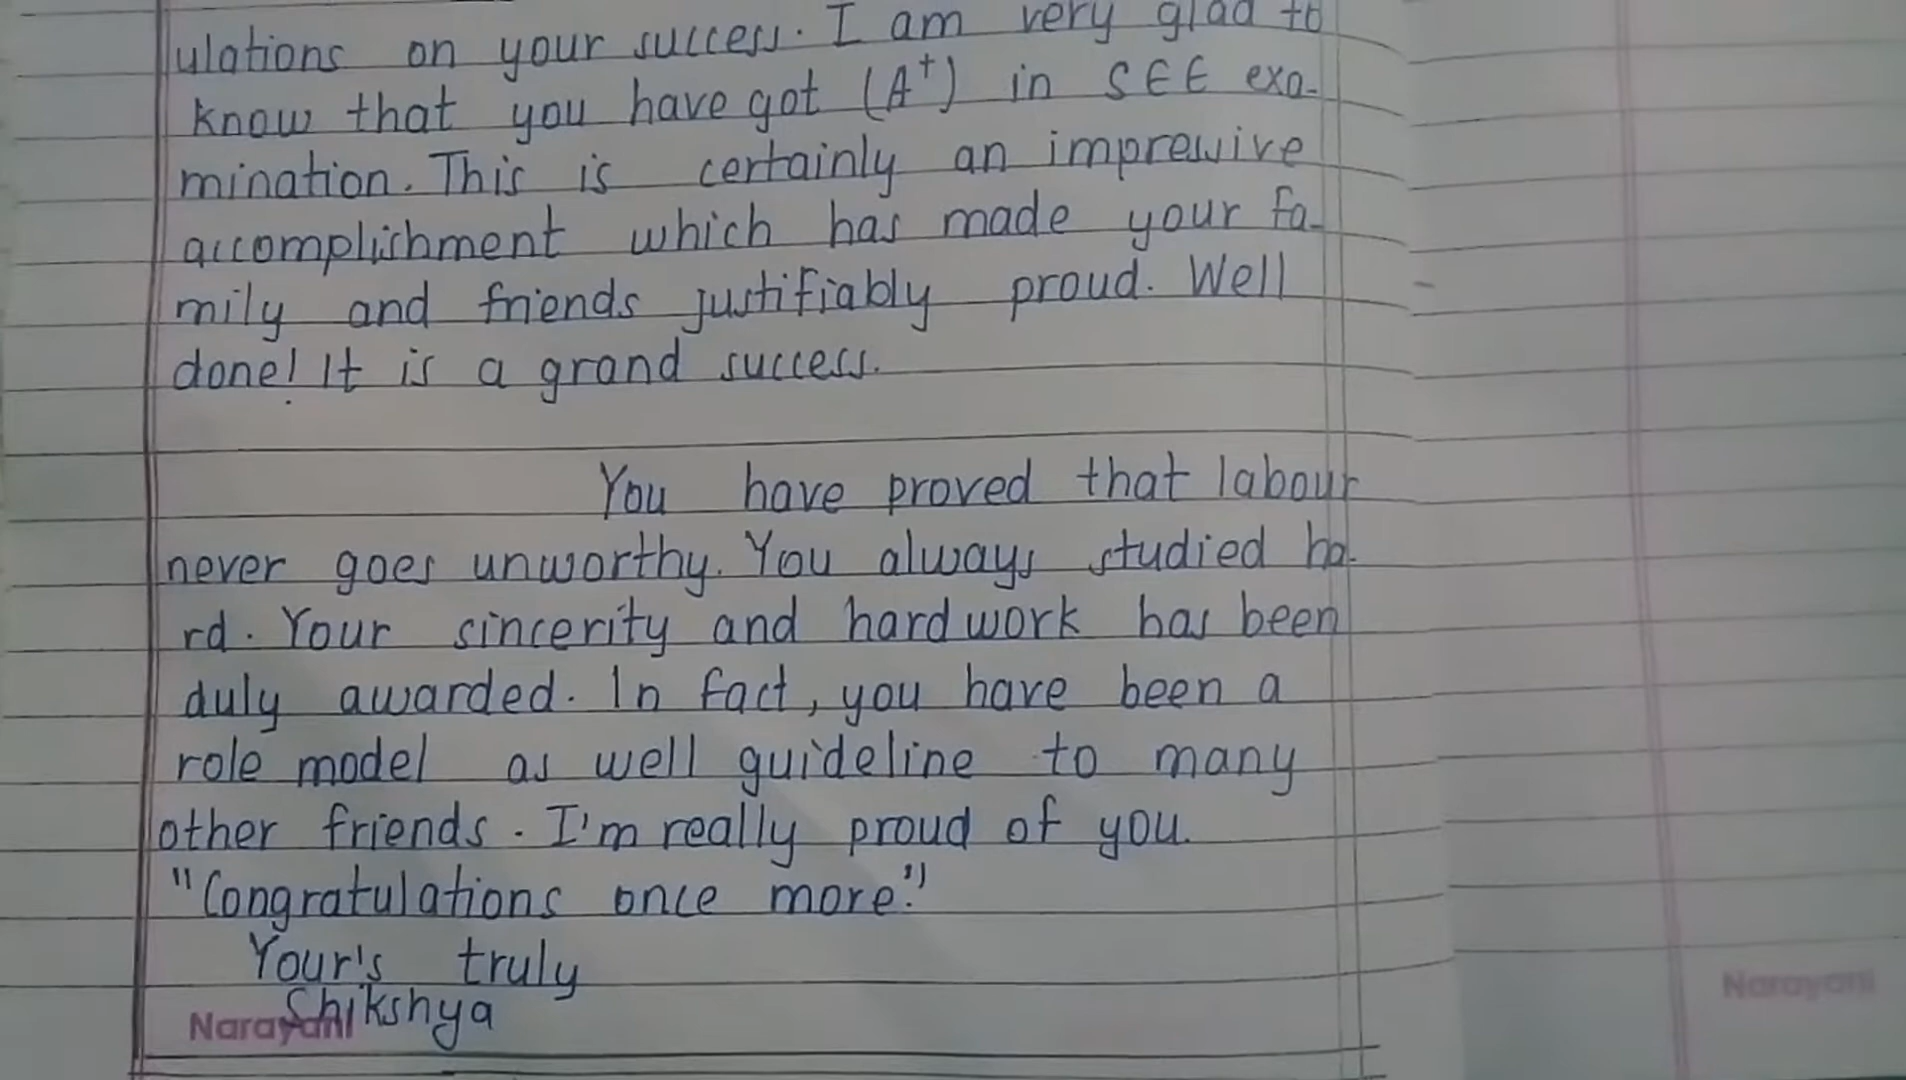 ulations on your success. I am very glad to
know that you have got (A+) in SEE exa-
mination. This is certainly an impressive
accomplishment which has made your fa-
mily and friends justifiably proud. Well
done! It is a grand success.
You have proved that labour
never goes unworthy. You always studied ha-
rd. Your sincerity and hard work has been
duly awarded. In fact, you have been a
role model as well guideline to many
other friends. I'm really proud of you.
"Congratulations once more."
Your's truly
Shikshya
Narayani
Narayani